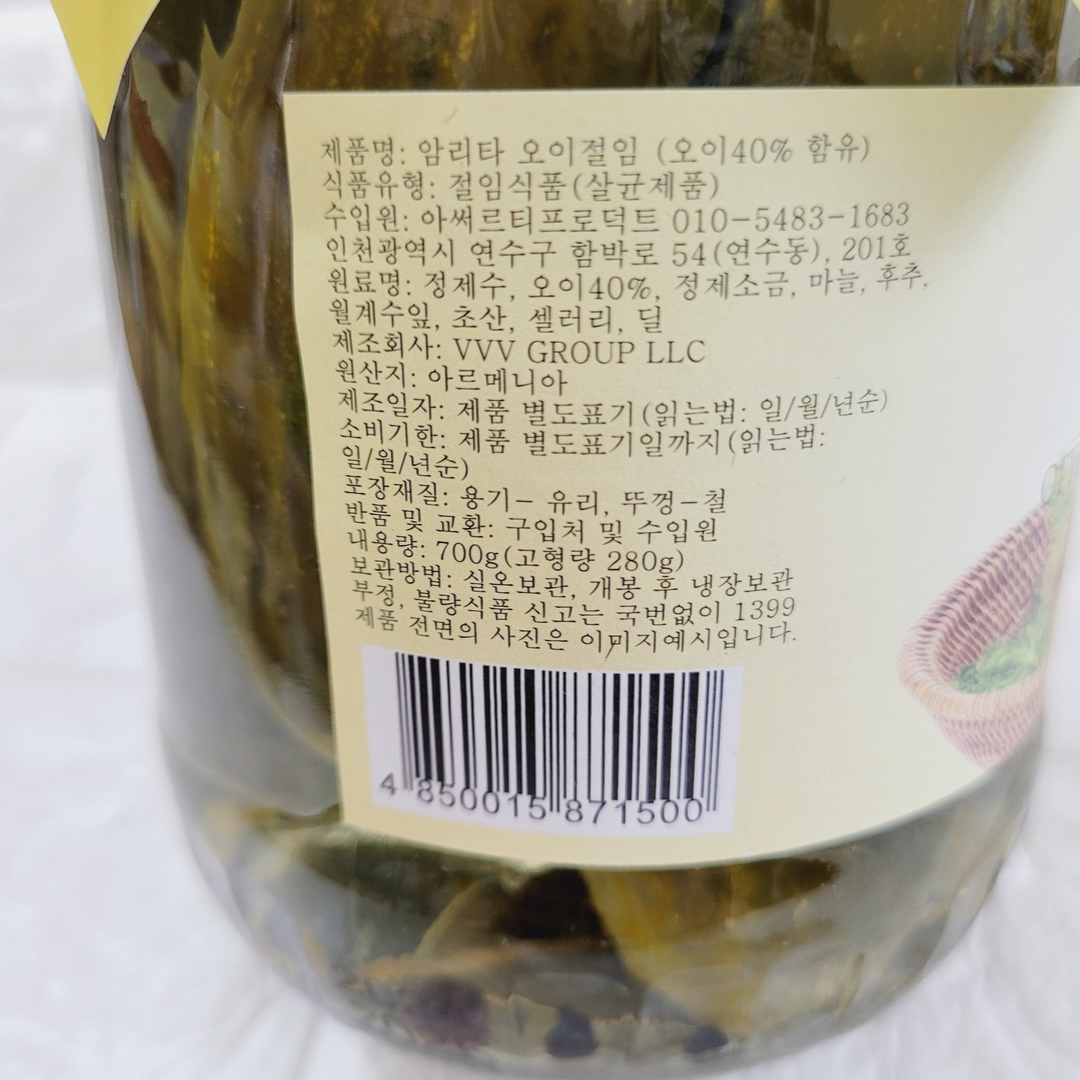 제품명: 암리타 오이절임 (오이40% 함유)
식품유형: 절임식품(살균제품)
수입원: 아써르티프로덕트 010-5483-1683
인천광역시 연수구 함박로 54(연수동), 201호
원료명: 정제수, 오이40%, 정제소금, 마늘, 후추,
월계수잎, 초산, 셀러리, 딜
제조회사: VVV GROUP LLC
원산지: 아르메니아
제조일자: 제품 별도표기(읽는법: 일/월/년순)
소비기한: 제품 별도표기일까지(읽는법:
일/월/년순)
포장재질: 용기- 유리, 뚜껑-철
반품 및 교환: 구입처 및 수입원
내용량: 700g(고형량 280g)
보관방법: 실온보관, 개봉 후 냉장보관
부정, 불량식품 신고는 국번없이 1399
제품 전면의 사진은 이미지예시입니다.
4 850015 871500